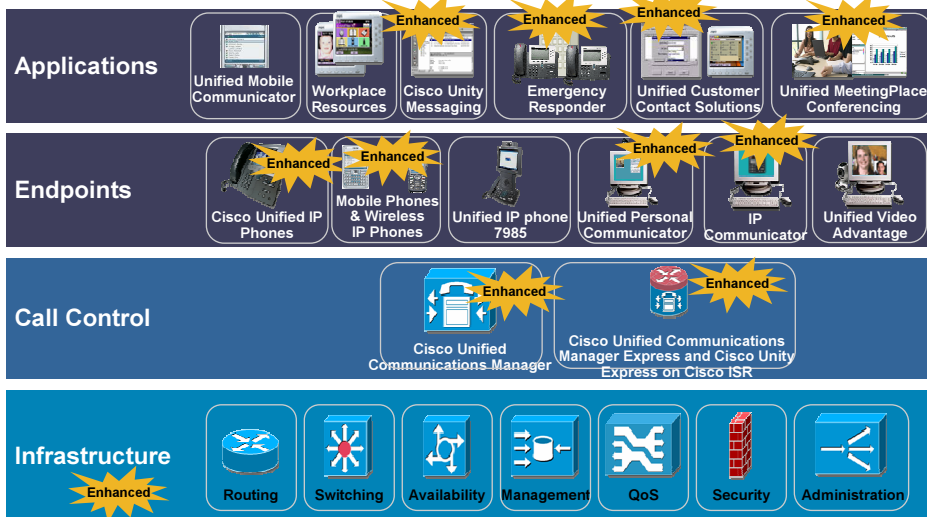 Applications
Enhanced
Enhanced
Enhanced
Enhanced
Unified Mobile
Communicator
Workplace
Resources
Cisco Unity
Messaging
Emergency
Responder
Unified Customer
Contact Solutions
Unified MeetingPlace
Conferencing
Endpoints
Enhanced
Enhanced
Enhanced
Enhanced
Cisco Unified IP
Phones
Mobile Phones
& Wireless
IP Phones
Unified IP phone
7985
Unified Personal
Communicator
IP
Communicator
Unified Video
Advantage
Call Control
Enhanced
Enhanced
Cisco Unified
Communications Manager
Cisco Unified Communications
Manager Express and Cisco Unity
Express on Cisco ISR
Infrastructure
Enhanced
Routing
Switching
Availability
Management
QoS
Security
Administration